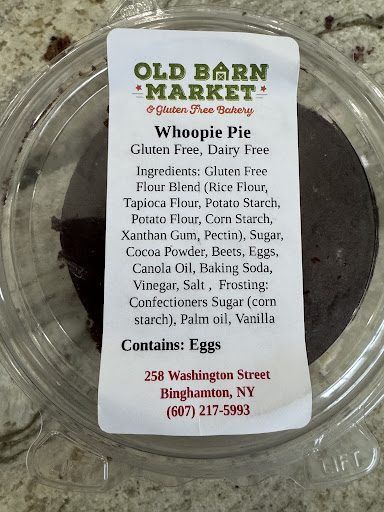 OLD BARN
MARKET
& Gluten Free Bakery
Whoopie Pie
Gluten Free, Dairy Free
Ingredients: Gluten Free
Flour Blend (Rice Flour,
Tapioca Flour, Potato Starch,
Potato Flour, Corn Starch,
Xanthan Gum, Pectin), Sugar,
Cocoa Powder, Beets, Eggs,
Canola Oil, Baking Soda,
Vinegar, Salt , Frosting:
Confectioners Sugar (corn
starch), Palm oil, Vanilla
Contains: Eggs
258 Washington Street
Binghamton, NY
(607) 217-5993
LIFT